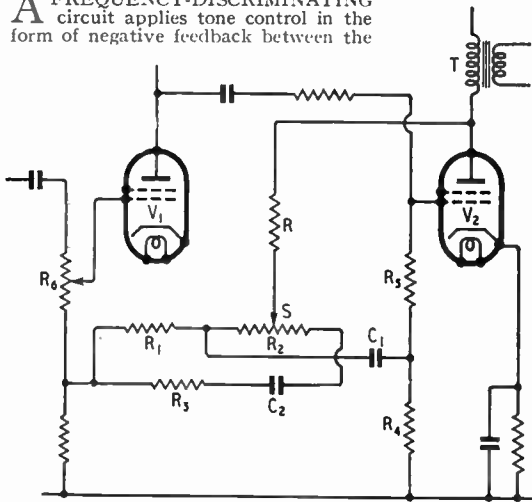 A FREQUENCY-DISCRIMINATING
circuit applies tone control in the
form of negative feedback between the
T
V₁
R
V₂
R₆
R₅
S
R₁
R₂
C₁
R₃
C₂
R₄